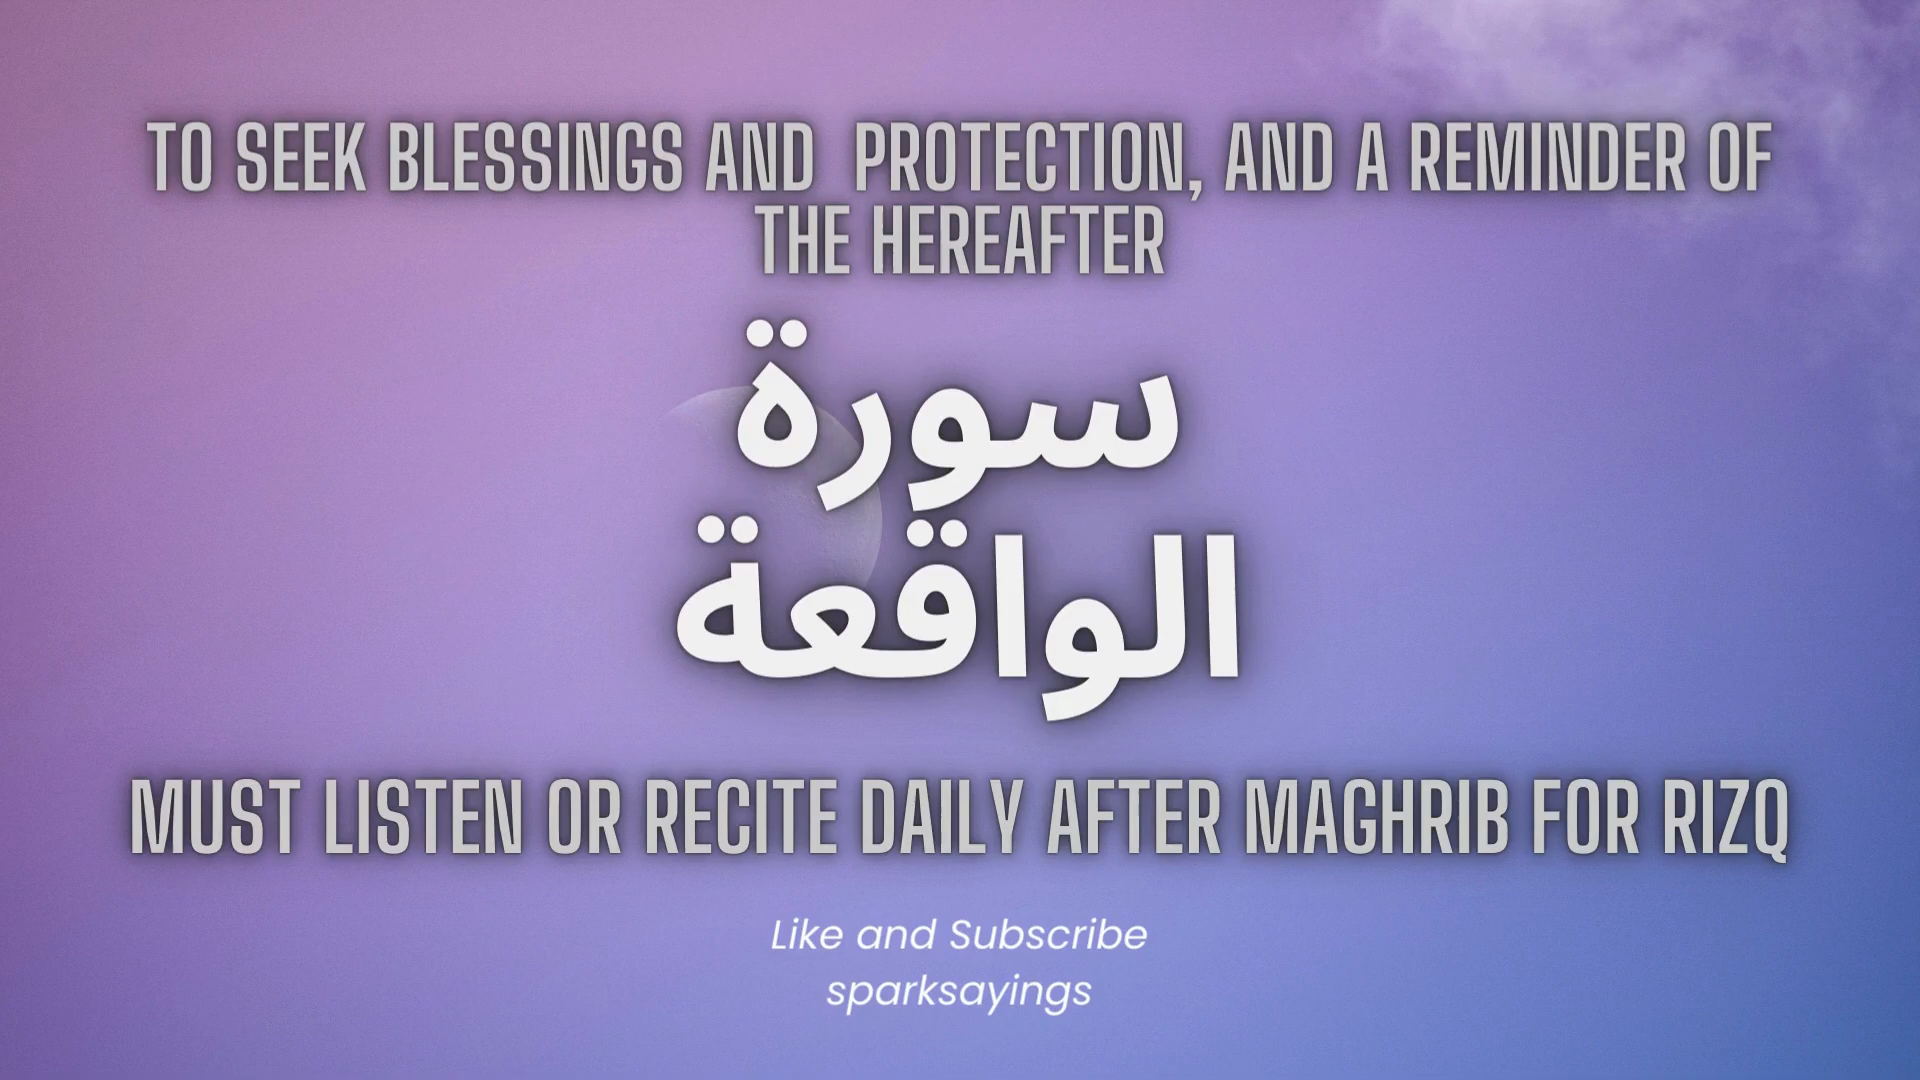 TO SEEK BLESSINGS AND PROTECTION, AND A REMINDER OF
THE HEREAFTER
سورة
الواقعة
MUST LISTEN OR RECITE DAILY AFTER MAGHRIB FOR RIZQ
Like and Subscribe
sparksayings